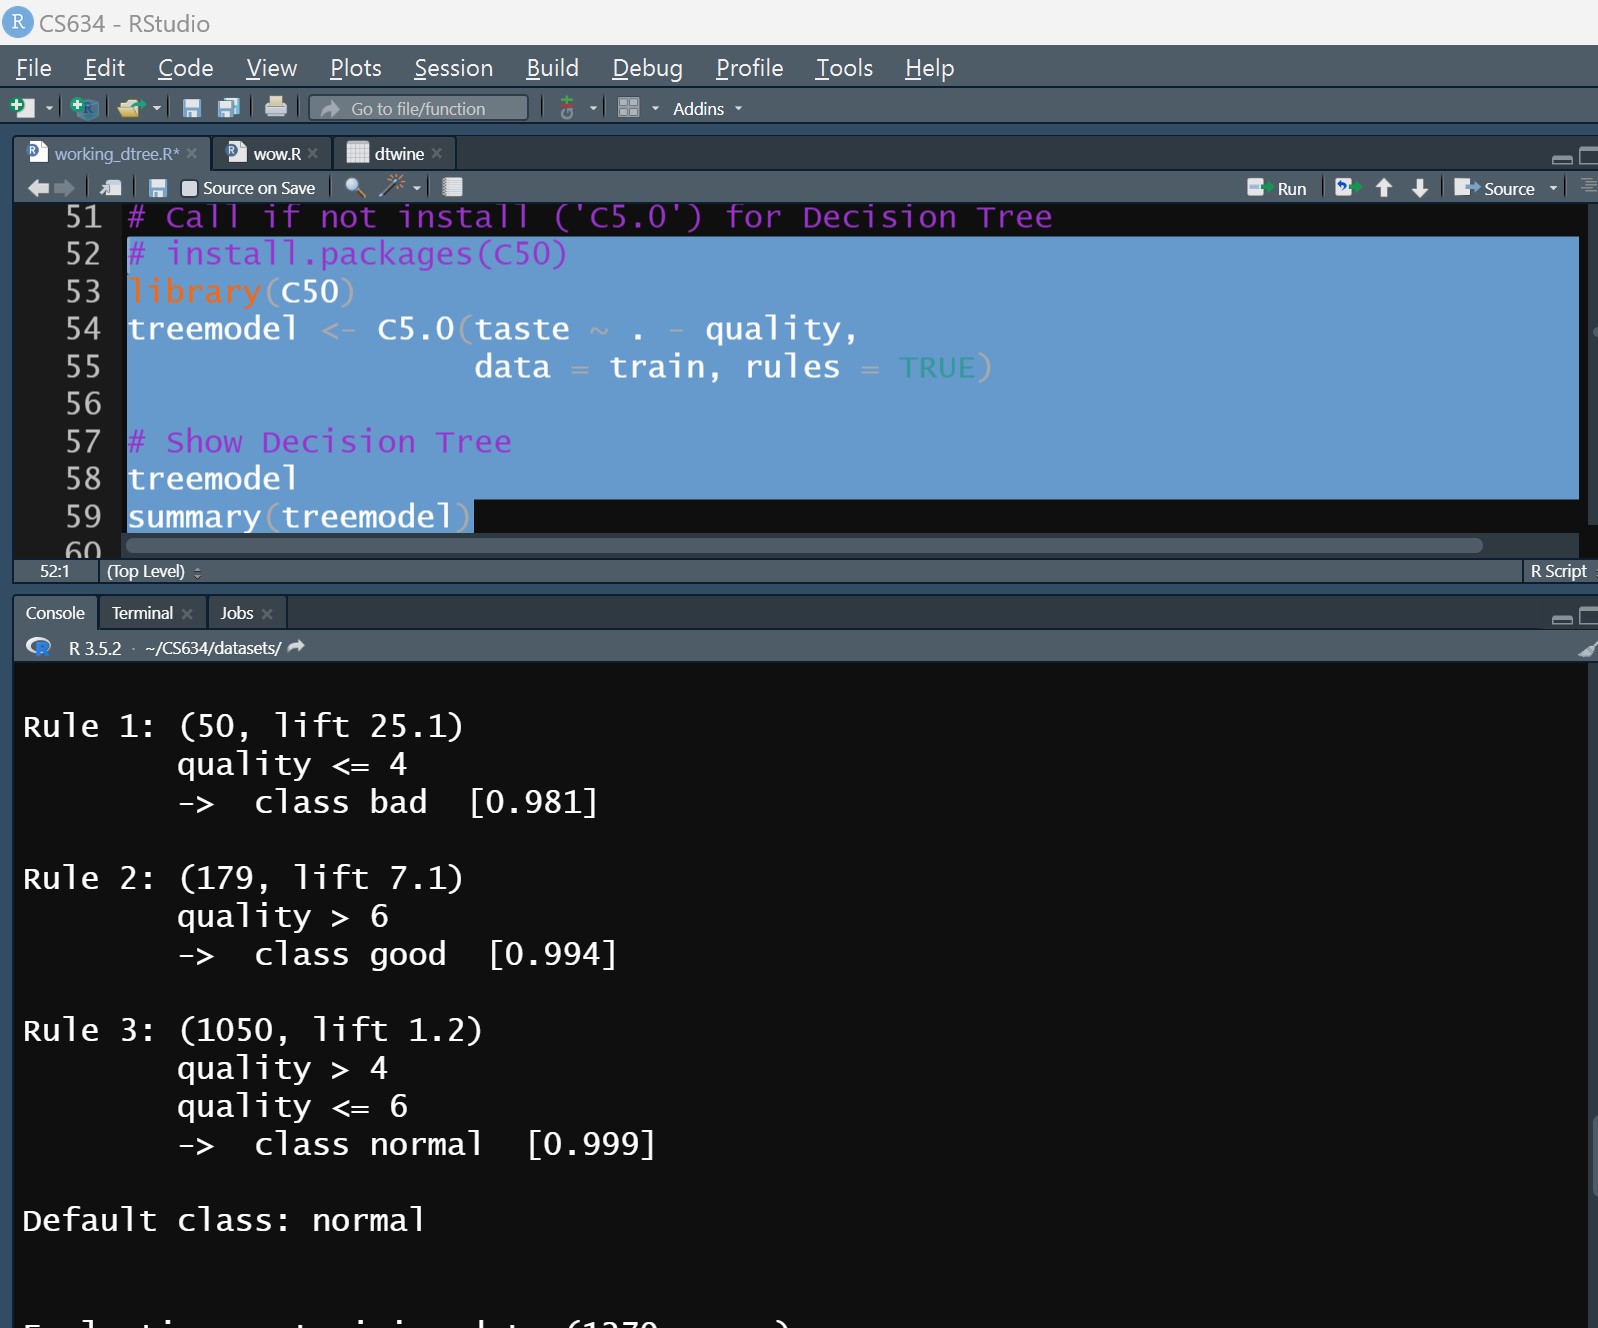 CS634 - RStudio
File Edit Code View Plots Session Build Debug Profile Tools Help
Go to file/function Addins
working_dtree.R* wow.R dtwine
Source on Save Run Source
51 # Call if not install ('C5.0') for Decision Tree
52 # install.packages(C50)
53 library(C50)
54 treemodel <- C5.0(taste ~ . - quality,
55 data = train, rules = TRUE)
56
57 # Show Decision Tree
58 treemodel
59 summary(treemodel)
60
52:1 (Top Level) R Script
Console Terminal Jobs
R 3.5.2 · ~/CS634/datasets/
Rule 1: (50, lift 25.1)
quality <= 4
-> class bad [0.981]
Rule 2: (179, lift 7.1)
quality > 6
-> class good [0.994]
Rule 3: (1050, lift 1.2)
quality > 4
quality <= 6
-> class normal [0.999]
Default class: normal